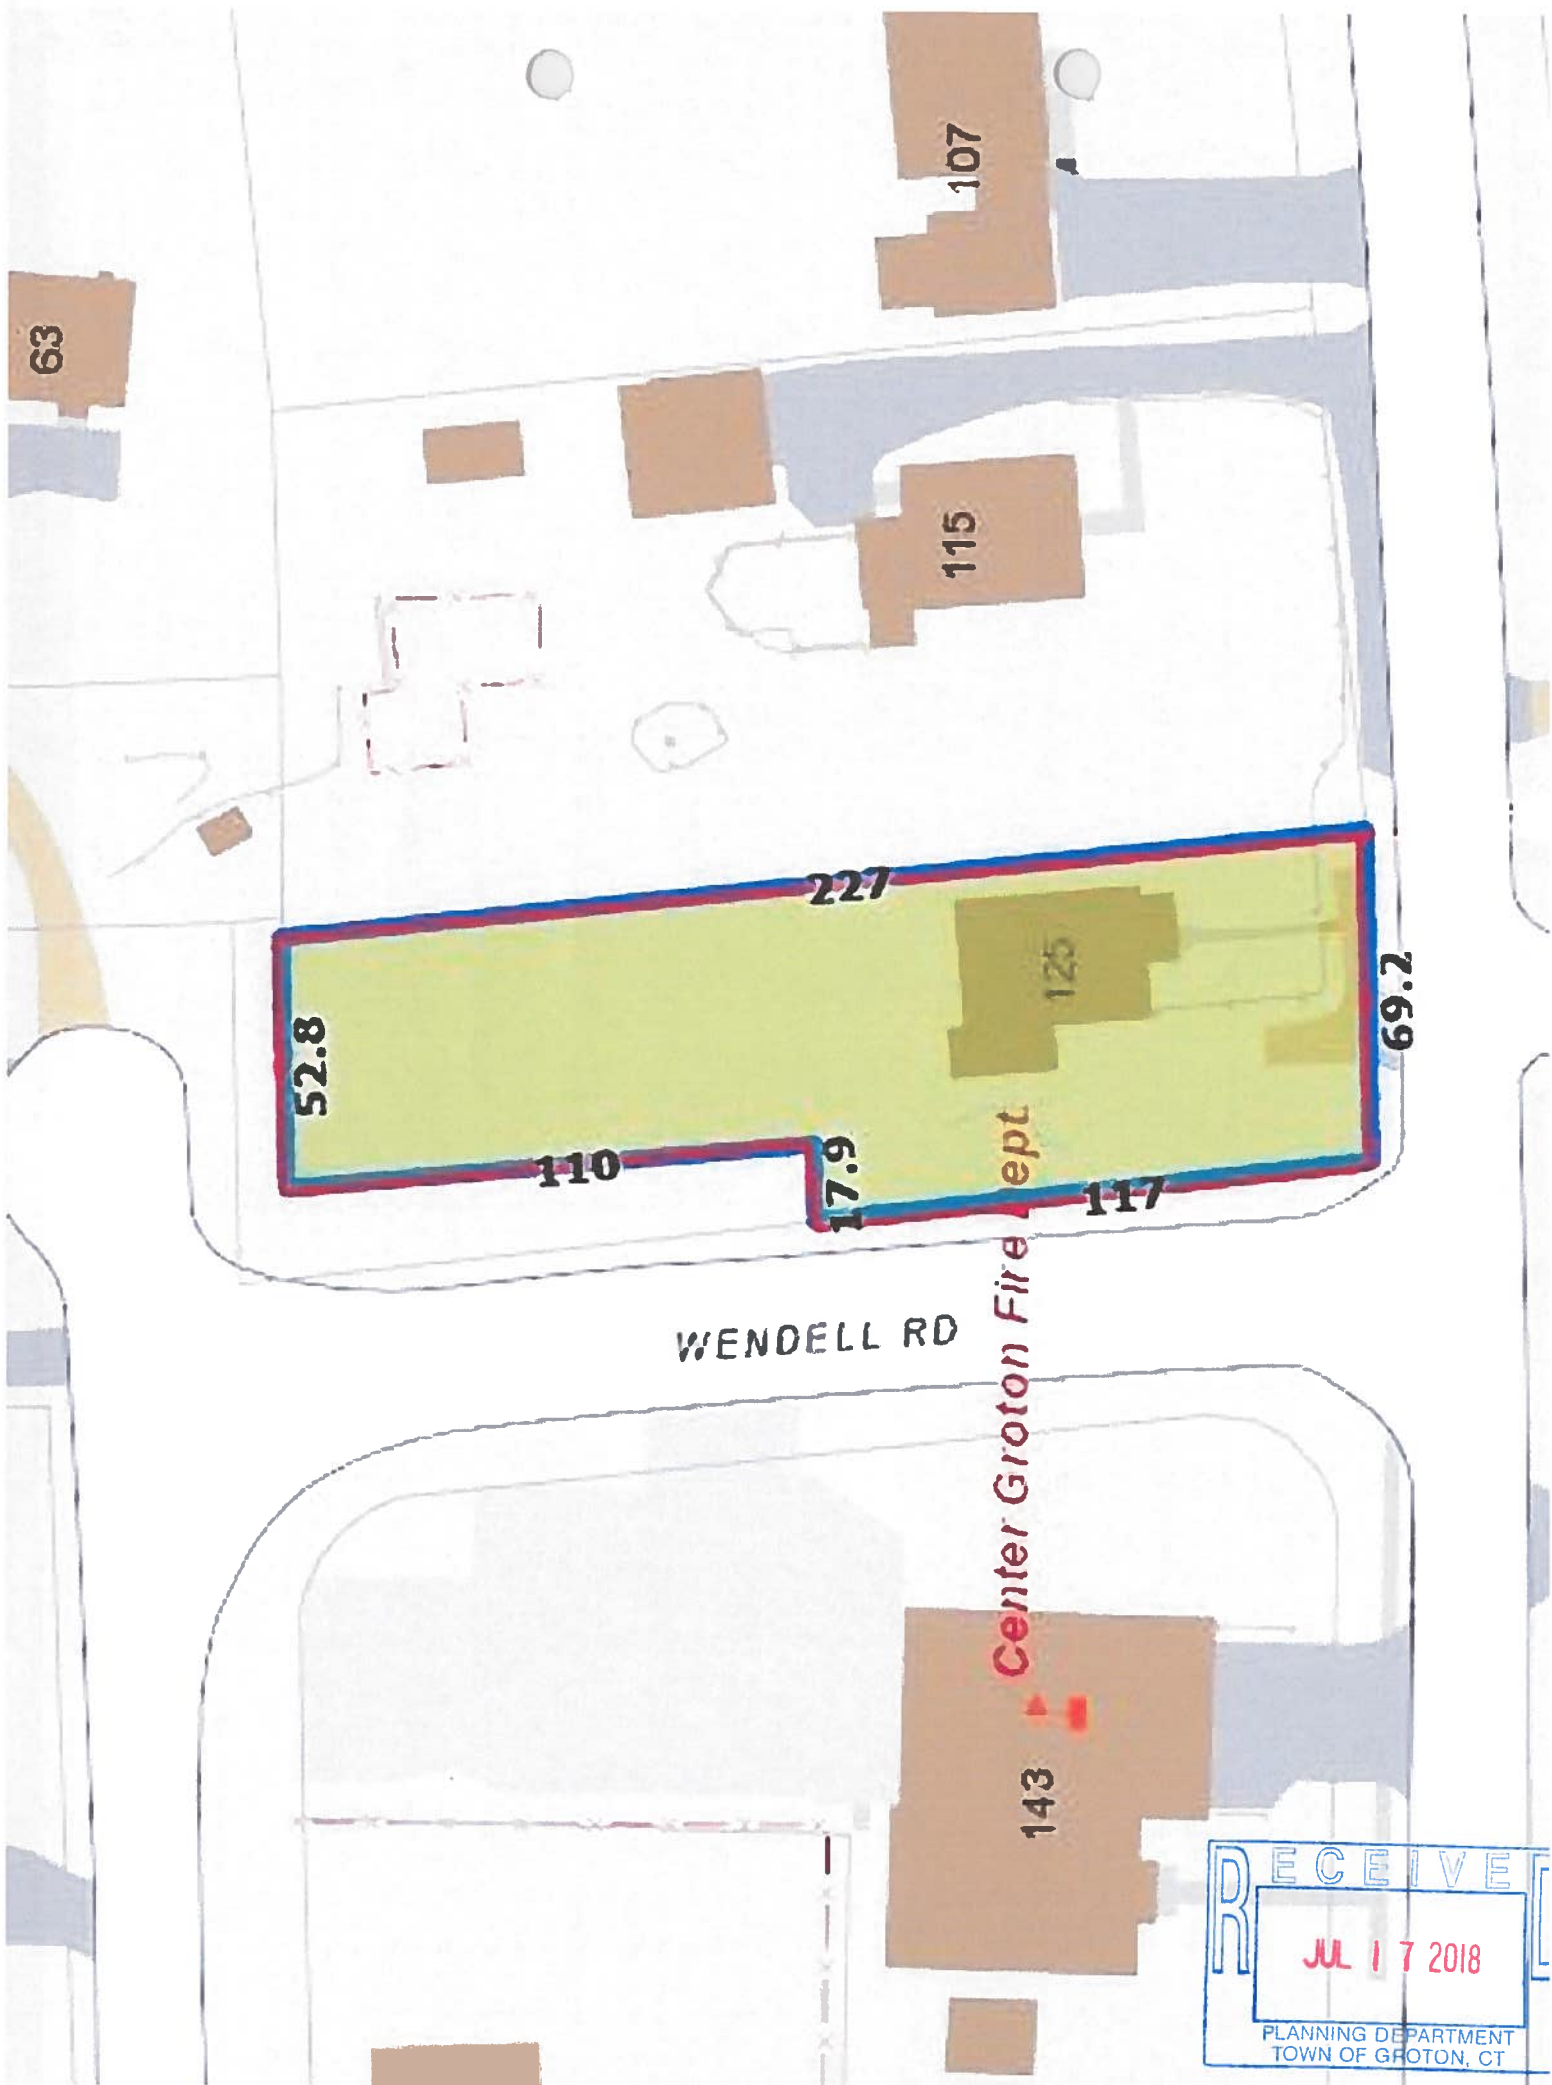 63
107
115
227
125
52.8
69.2
110
17.9
117
Center Groton Fire Dept
WENDELL RD
143
RECEIVED
JUL 17 2018
PLANNING DEPARTMENT
TOWN OF GROTON, CT